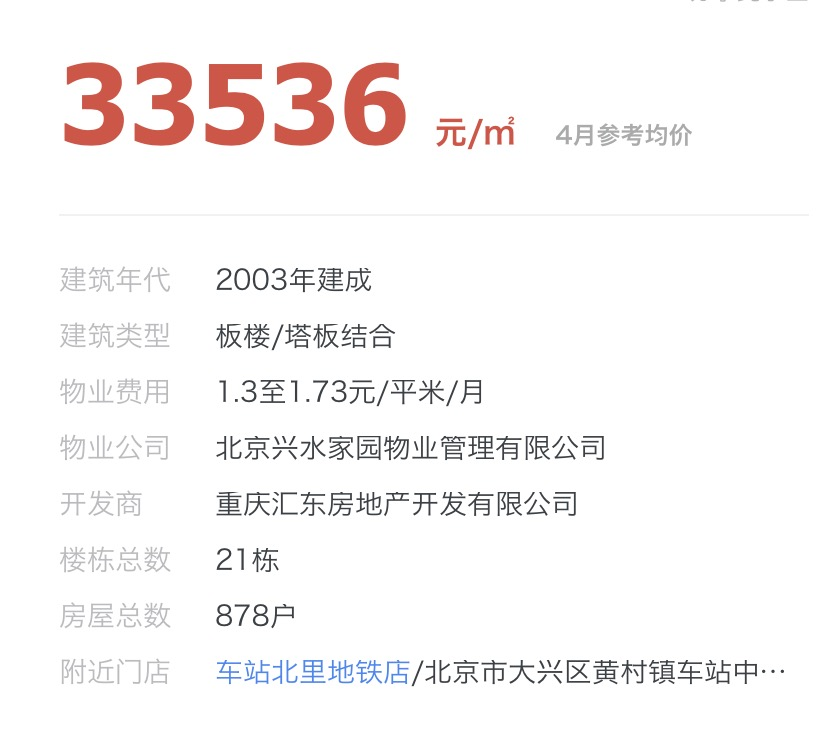 33536 元/㎡ 4月参考均价
建筑年代 2003年建成
建筑类型 板楼/塔板结合
物业费用 1.3至1.73元/平米/月
物业公司 北京兴水家园物业管理有限公司
开发商 重庆汇东房地产开发有限公司
楼栋总数 21栋
房屋总数 878户
附近门店 车站北里地铁店/北京市大兴区黄村镇车站中…